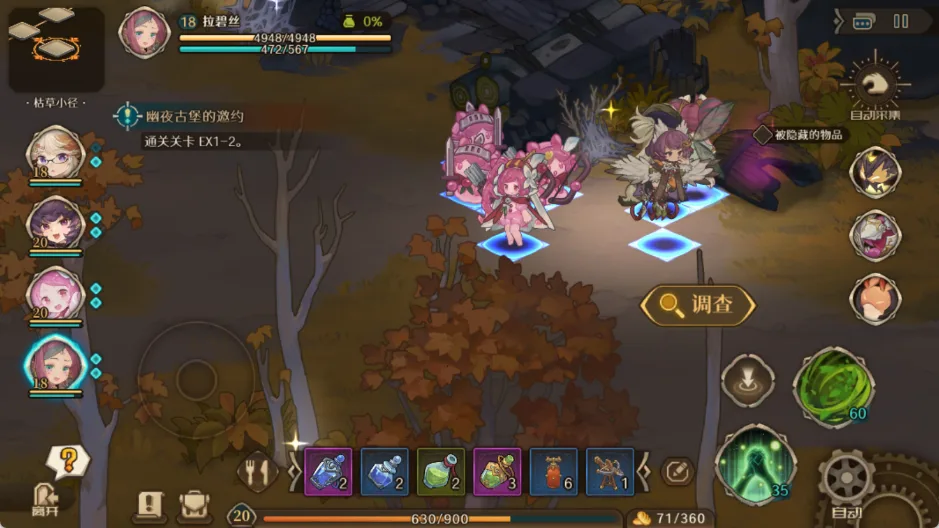 18 拉碧丝
0%
4948/4948
472/567
·枯草小径·
幽夜古堡的邀约
通关关卡 EX1-2。
自动采集
被隐藏的物品
18
20
20
18
调查
60
35
2
2
2
3
6
1
离开
20
630/900
71/360
自动